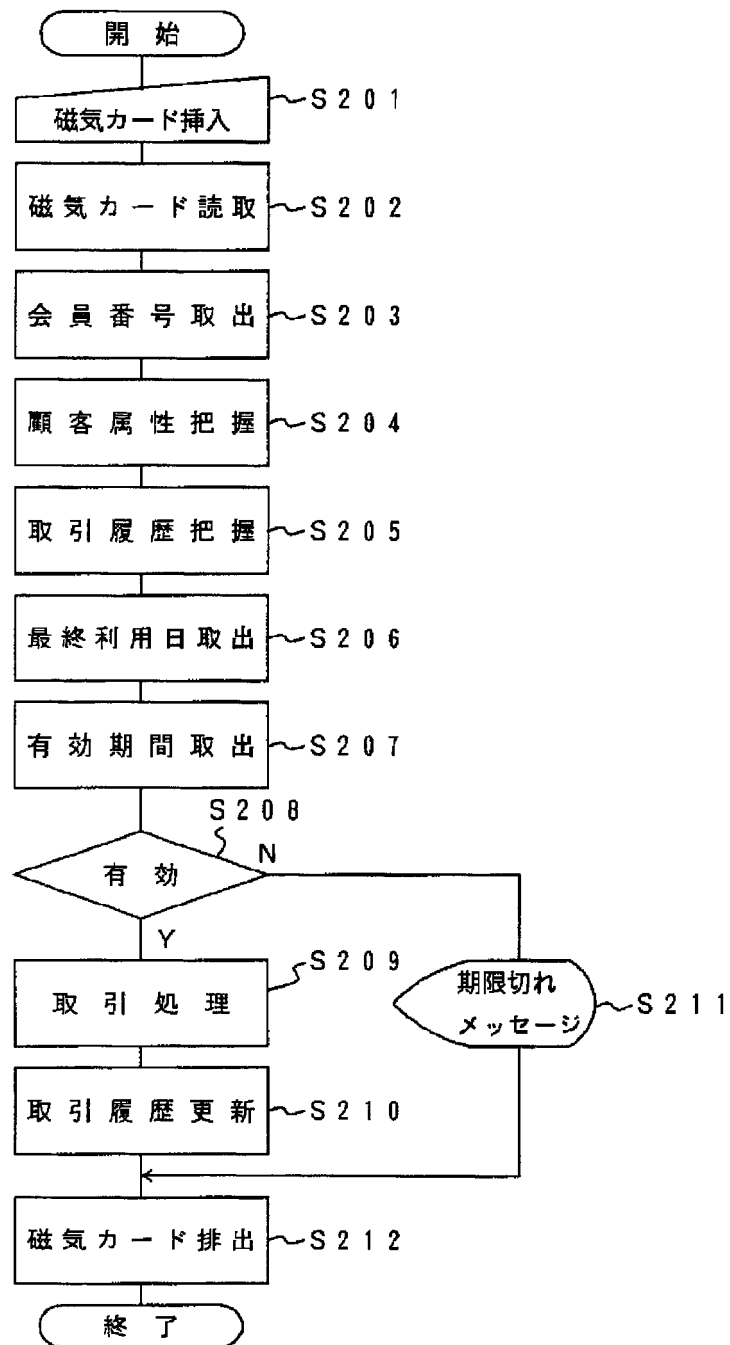 開始
磁気カード挿入
S201
磁気カード読取
S202
会員番号取出
S203
顧客属性把握
S204
取引履歴把握
S205
最終利用日取出
S206
有効期間取出
S207
S208
有効
N
Y
取引処理
S209
期限切れ
メッセージ
S211
取引履歴更新
S210
磁気カード排出
S212
終了